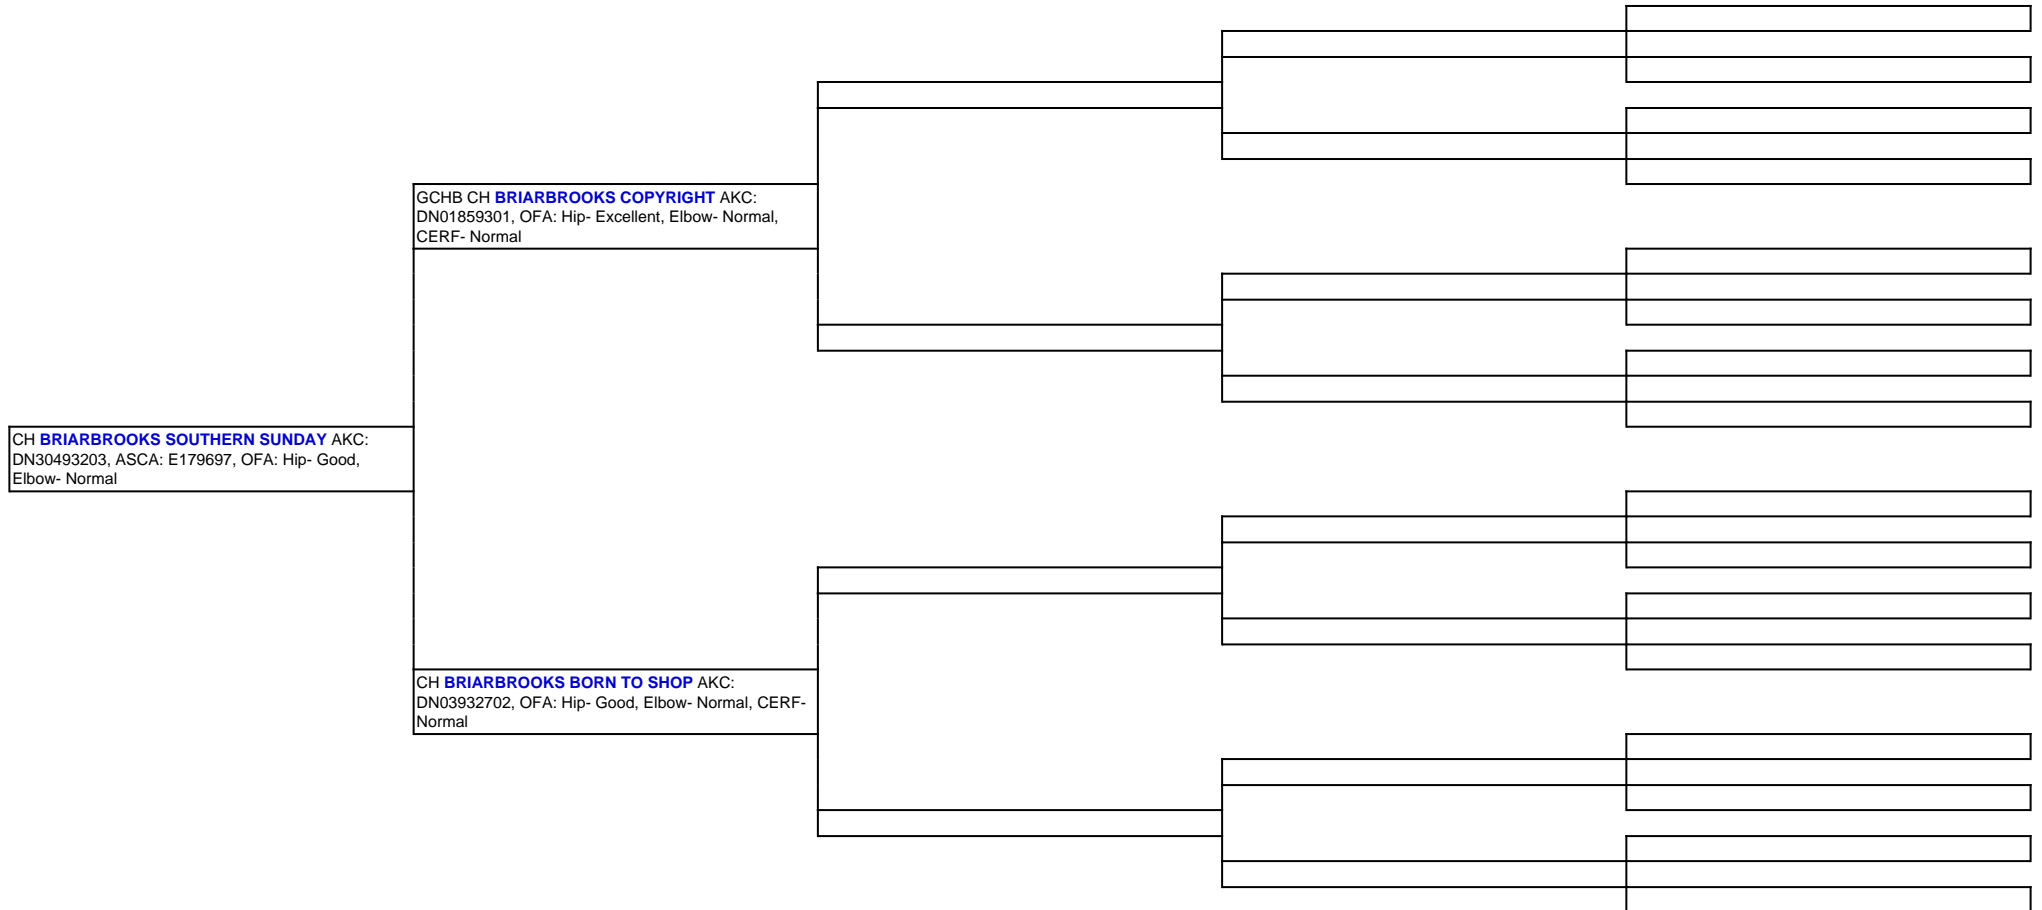 GCHB CH BRIARBROOKS COPYRIGHT AKC:
DN01859301, OFA: Hip- Excellent, Elbow- Normal,
CERF- Normal
CH BRIARBROOKS SOUTHERN SUNDAY AKC:
DN30493203, ASCA: E179697, OFA: Hip- Good,
Elbow- Normal
CH BRIARBROOKS BORN TO SHOP AKC:
DN03932702, OFA: Hip- Good, Elbow- Normal, CERF-
Normal